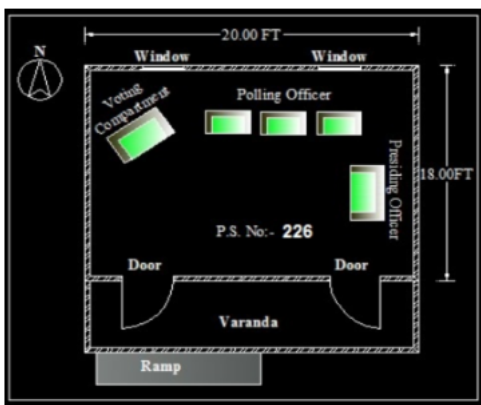 20.00 FT
N
Window
Window
Voting
Compartment
Polling Officer
Presiding Officer
18.00FT
P.S. No:- 226
Door
Door
Varanda
Ramp